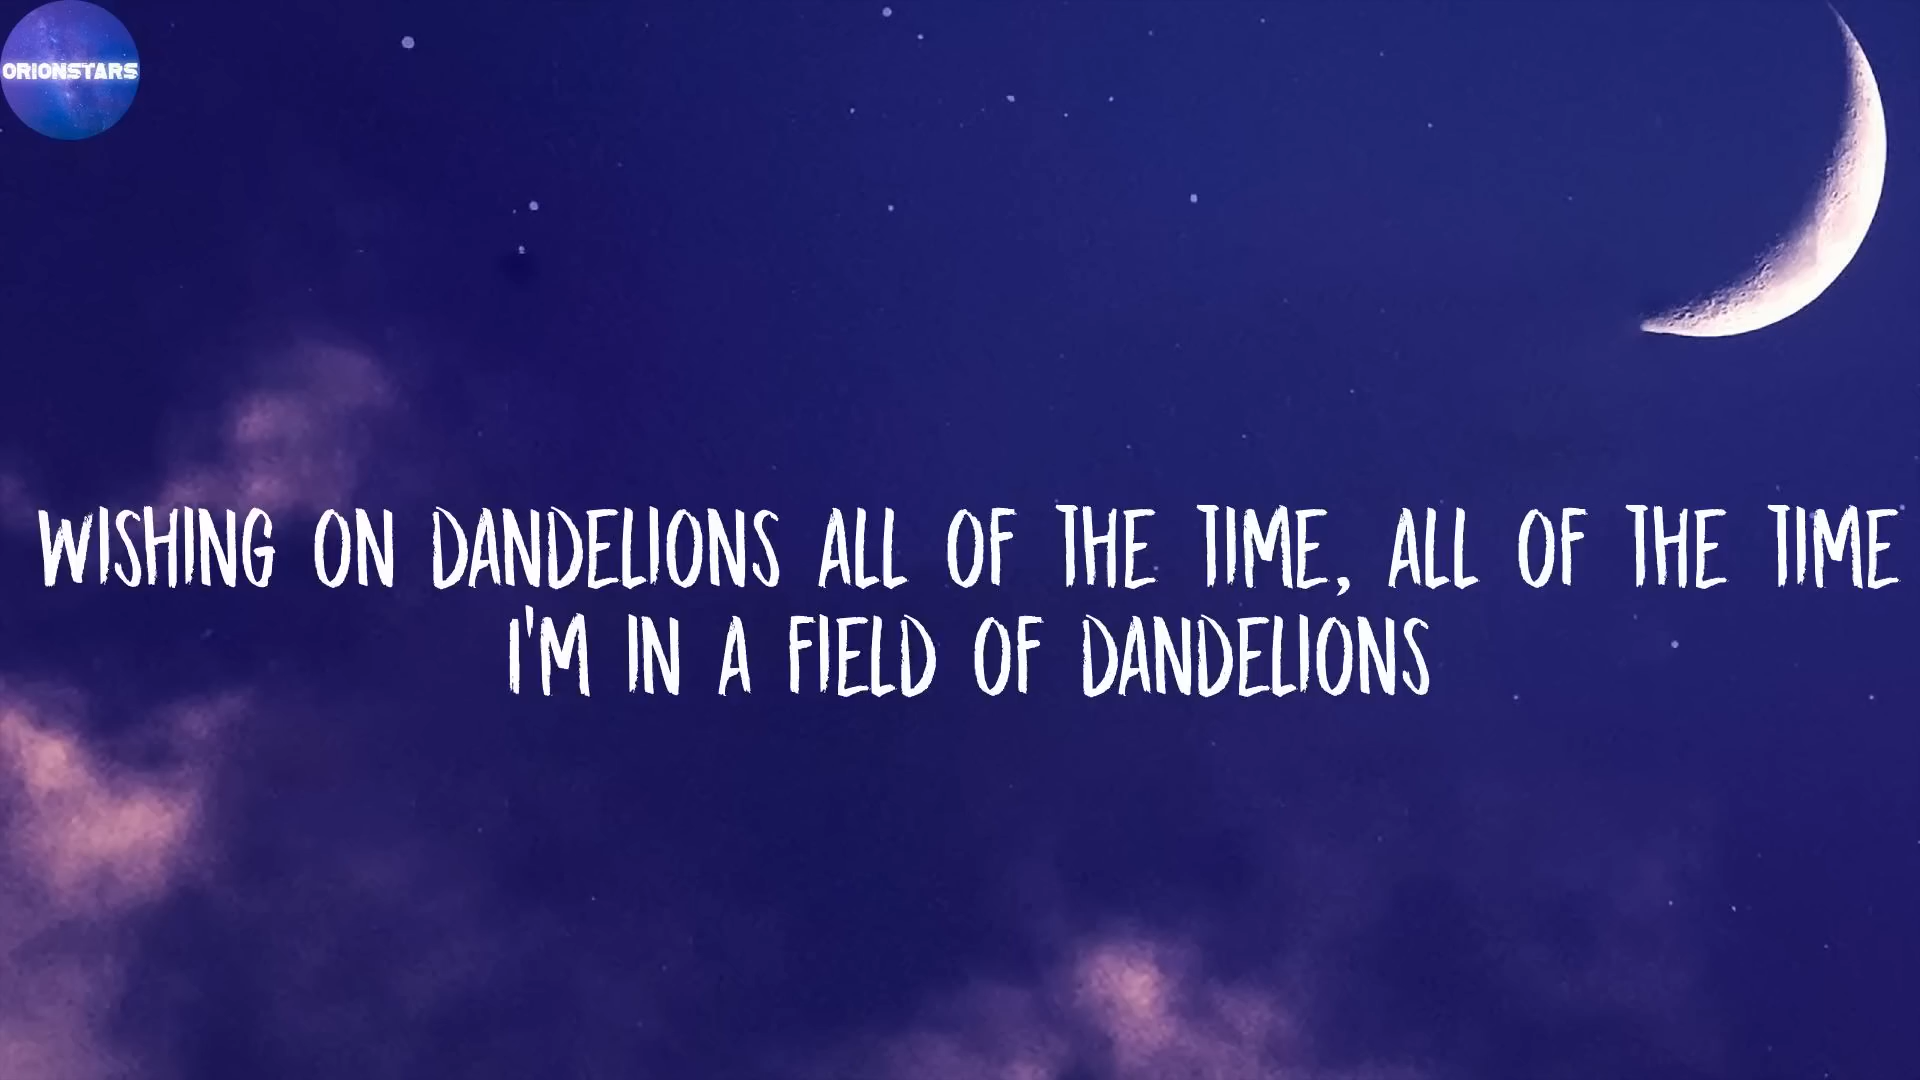 ORIONSTARS
WISHING ON DANDELIONS ALL OF THE TIME, ALL OF THE TIME
I'M IN A FIELD OF DANDELIONS